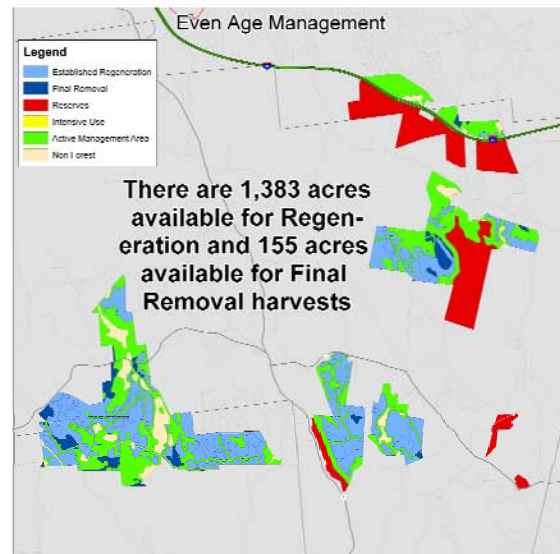 Even Age Management
Legend
Established Regeneration
Final Removal
Reserves
Intensive Use
Active Management Area
Non Forest
There are 1,383 acres
available for Regen-
eration and 155 acres
available for Final
Removal harvests